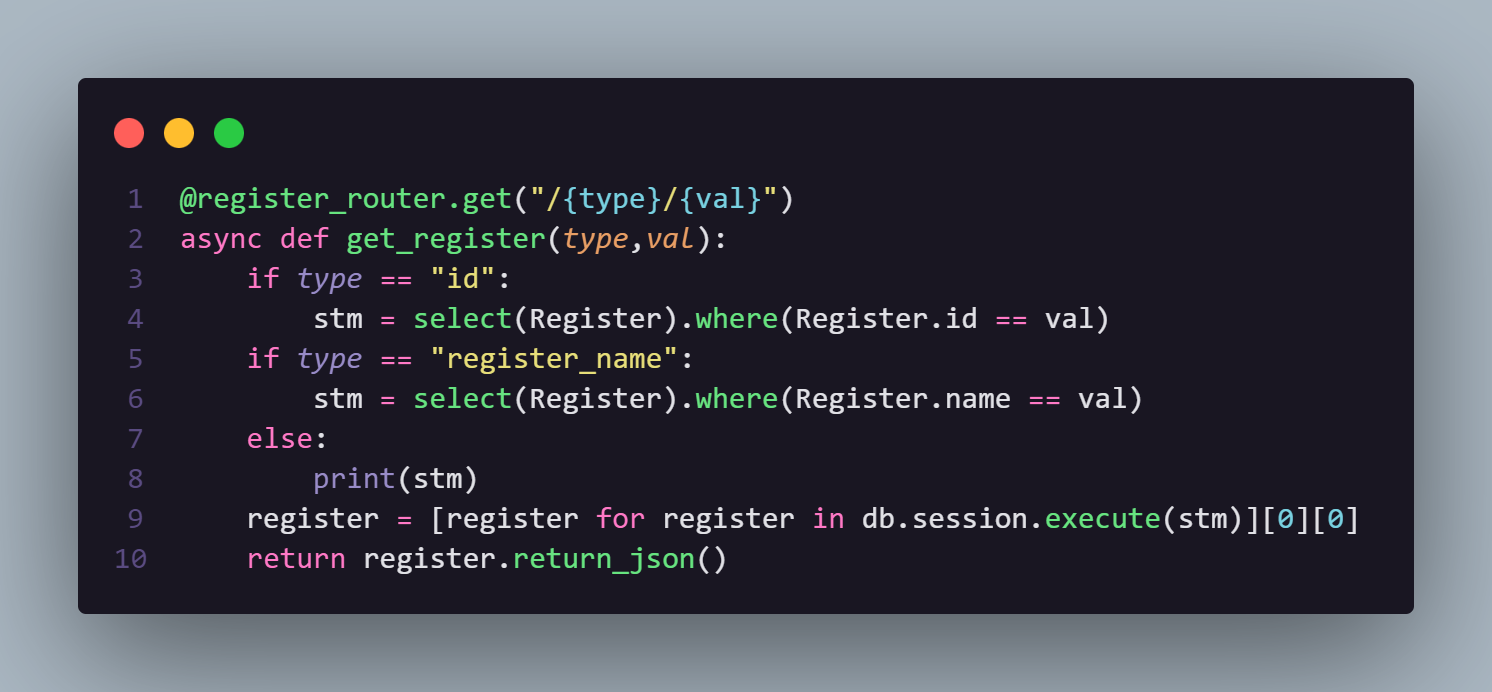 1 @register_router.get("/{type}/{val}")
2 async def get_register(type,val):
3     if type == "id":
4         stm = select(Register).where(Register.id == val)
5     if type == "register_name":
6         stm = select(Register).where(Register.name == val)
7     else:
8         print(stm)
9     register = [register for register in db.session.execute(stm)][0][0]
10     return register.return_json()